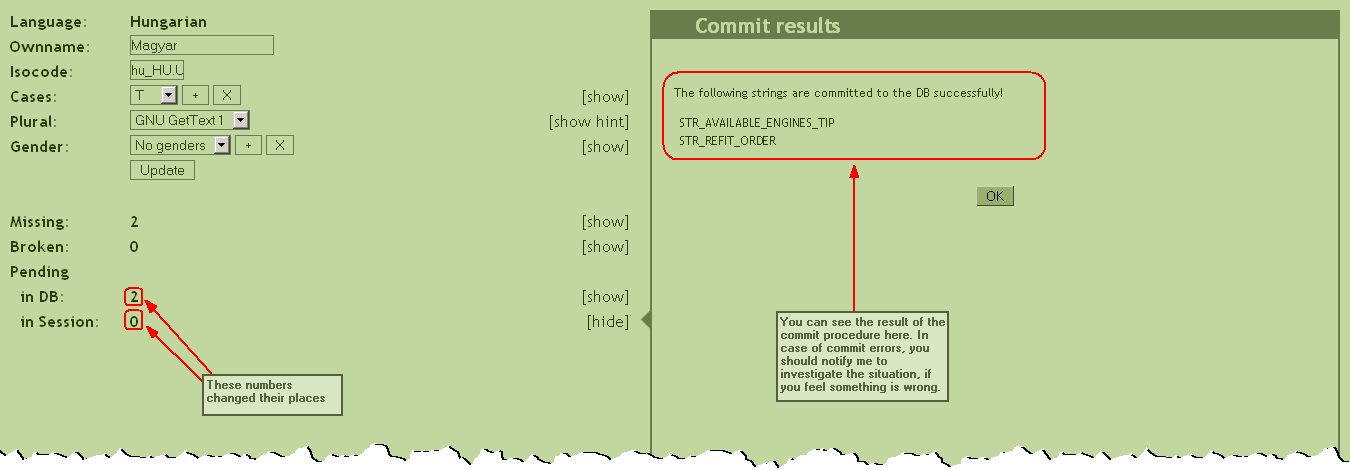 Language: Hungarian
Ownname: Magyar
Isocode: hu_HU.U
Cases: T + X [show]
Plural: GNU GetText 1 [show hint]
Gender: No genders + X [show]
Update
Missing: 2 [show]
Broken: 0 [show]
Pending
in DB: 2 [show]
in Session: 0 [hide]
These numbers
changed their places
Commit results
The following strings are committed to the DB successfully!
STR_AVAILABLE_ENGINES_TIP
STR_REFIT_ORDER
OK
You can see the result of the
commit procedure here. In
case of commit errors, you
should notify me to
investigate the situation, if
you feel something is wrong.